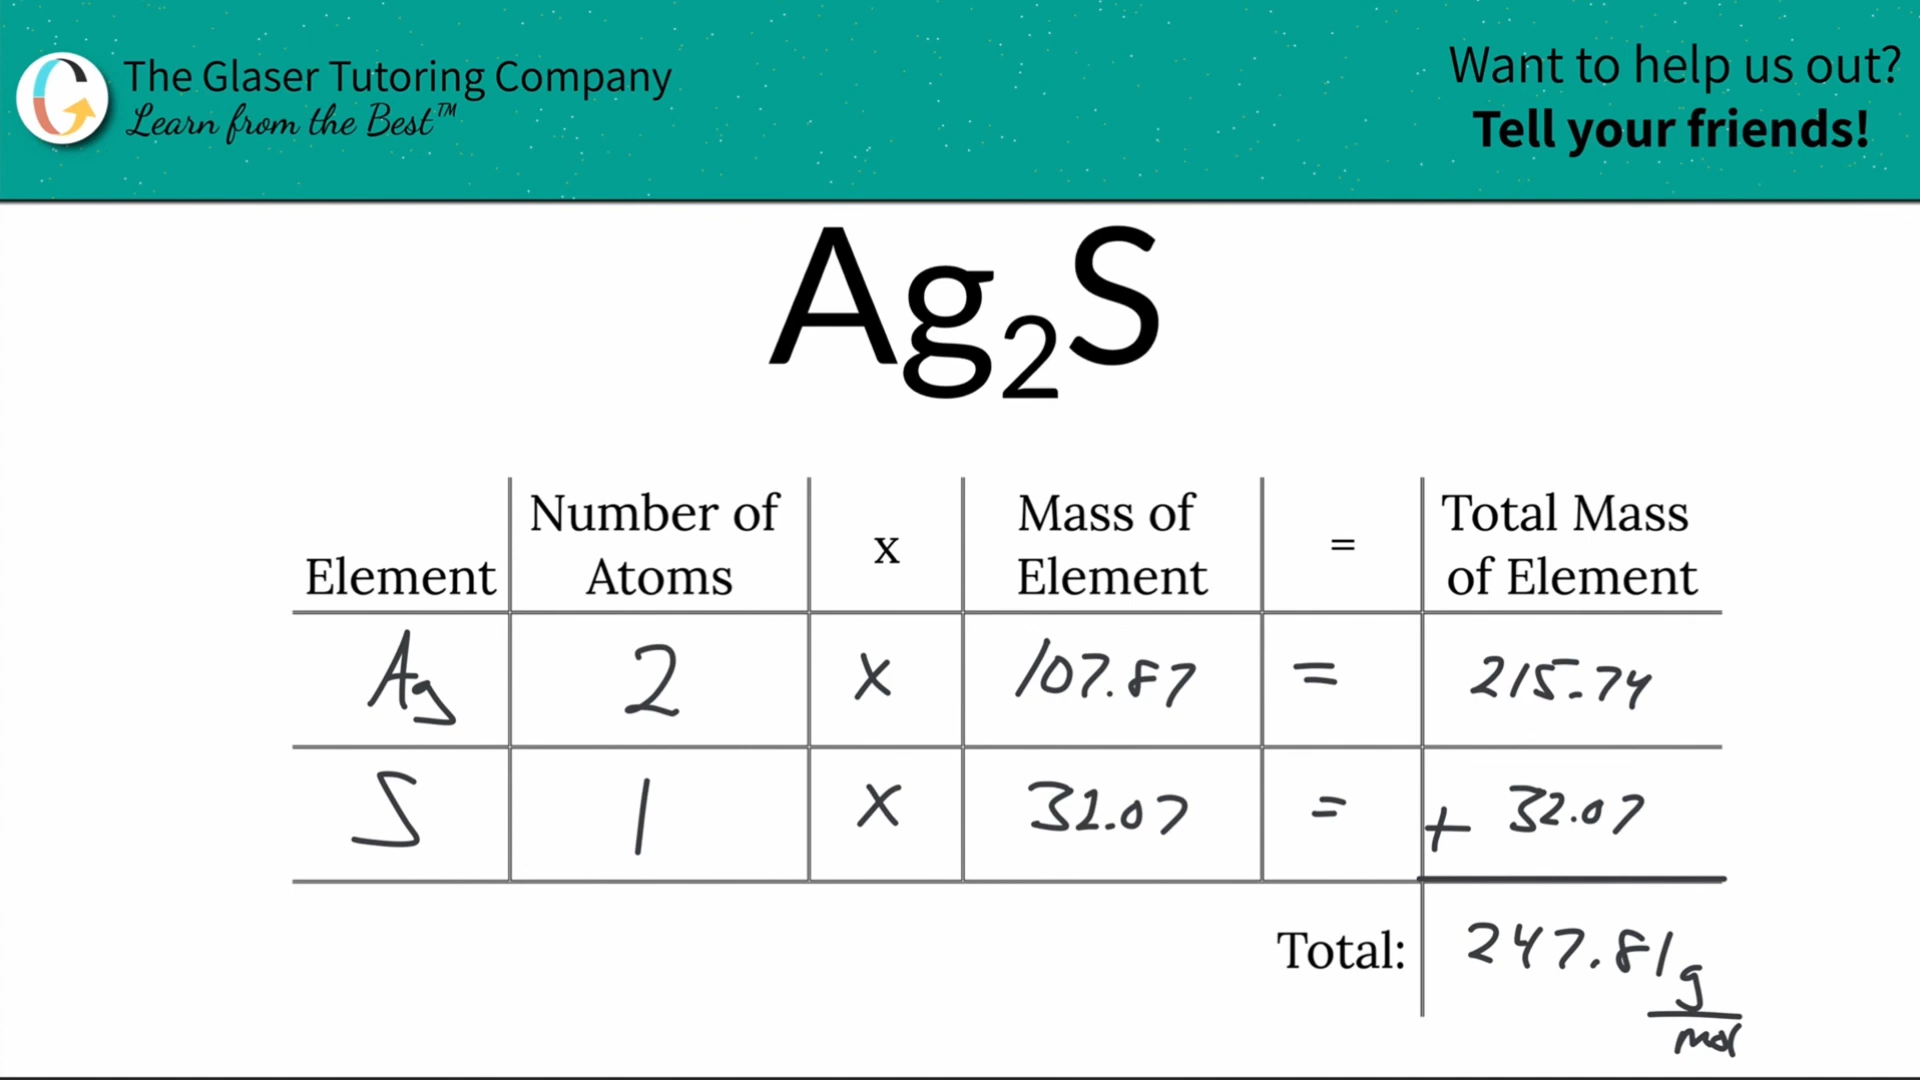 The Glaser Tutoring Company
Learn from the Best™
Want to help us out?
Tell your friends!
Ag₂S
Element Number of Atoms x Mass of Element = Total Mass of Element
Ag 2 x 107.87 = 215.74
S 1 x 32.07 = + 32.07
Total: 247.81 g/mol